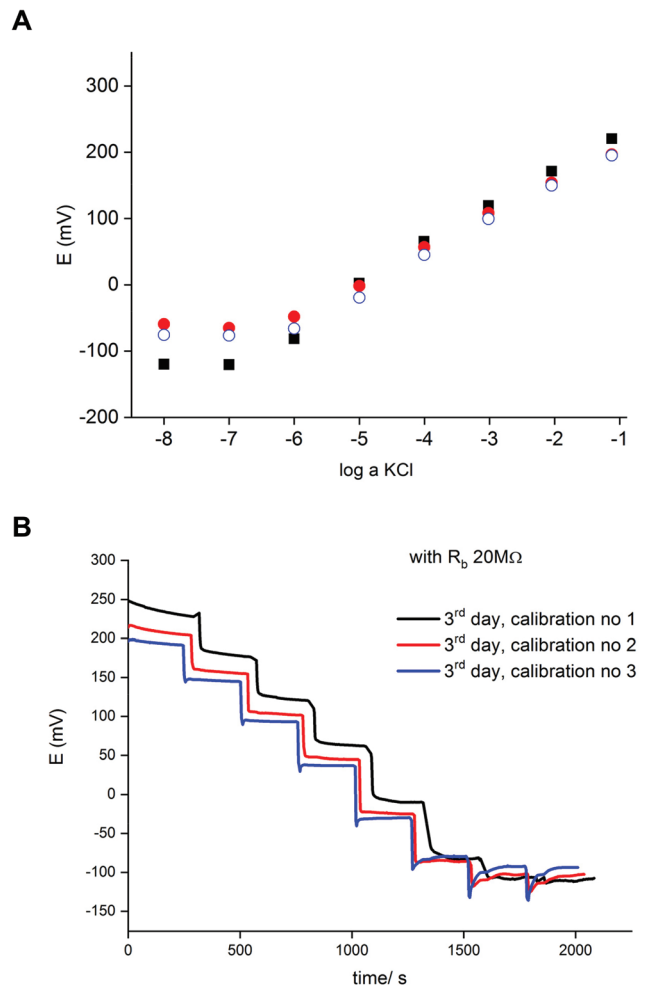 A
300
200
100
0
-100
-200
E (mV)
-8 -7 -6 -5 -4 -3 -2 -1
log a KCl
B
300
250
200
150
100
50
0
-50
-100
-150
E (mV)
with R_b 20MΩ
3rd day, calibration no 1
3rd day, calibration no 2
3rd day, calibration no 3
0 500 1000 1500 2000
time/ s